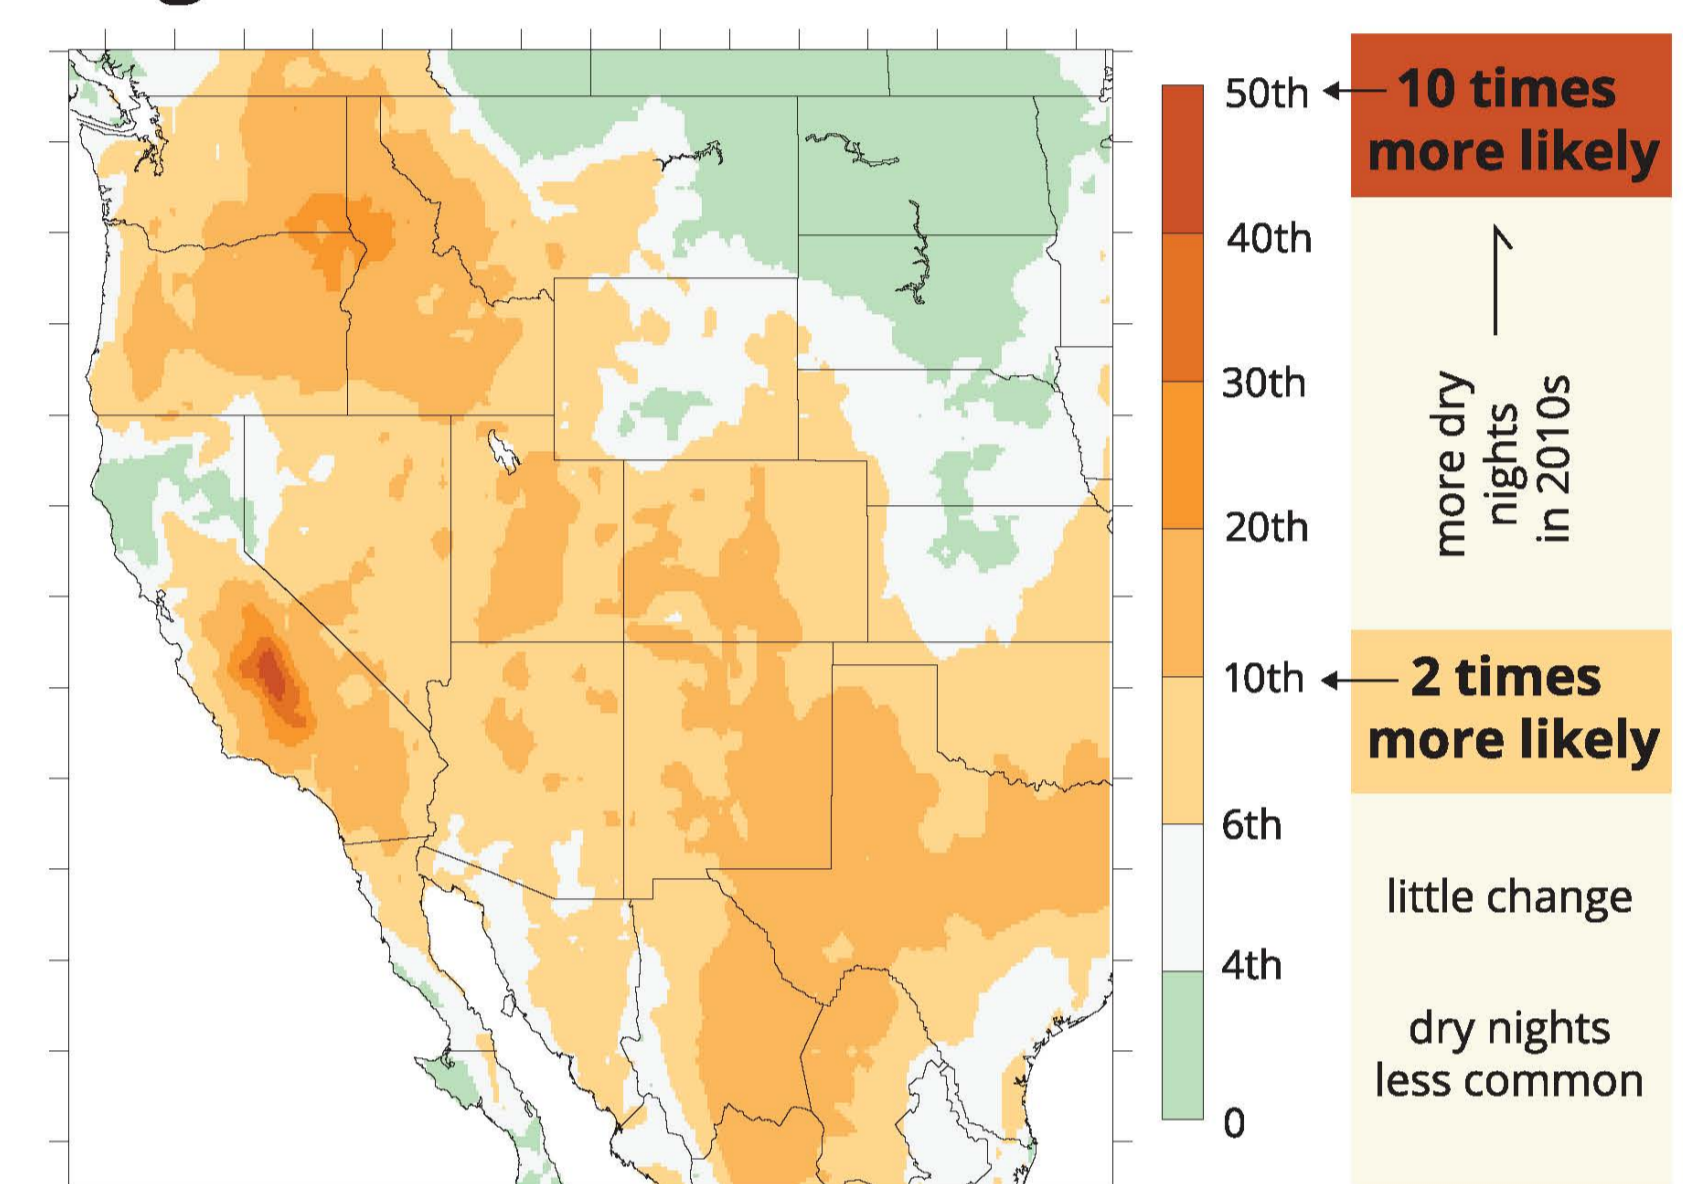 50th
10 times
more likely
40th
30th
20th
more dry
nights
in 2010s
10th
2 times
more likely
6th
little change
4th
dry nights
less common
0